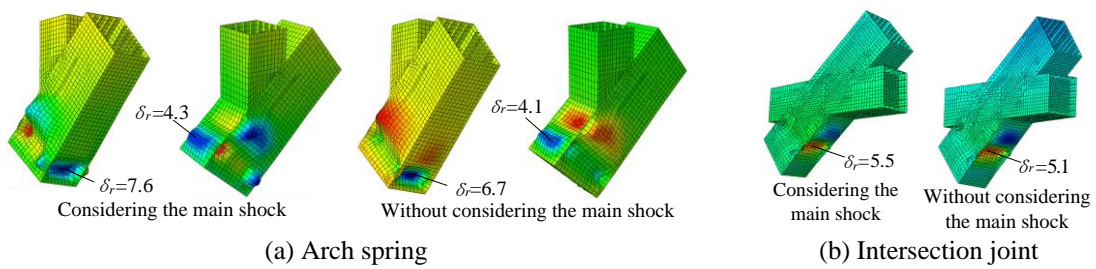 δr=4.3
δr=7.6
Considering the main shock
δr=4.1
δr=6.7
Without considering the main shock
(a) Arch spring
δr=5.5
Considering the
main shock
δr=5.1
Without considering
the main shock
(b) Intersection joint